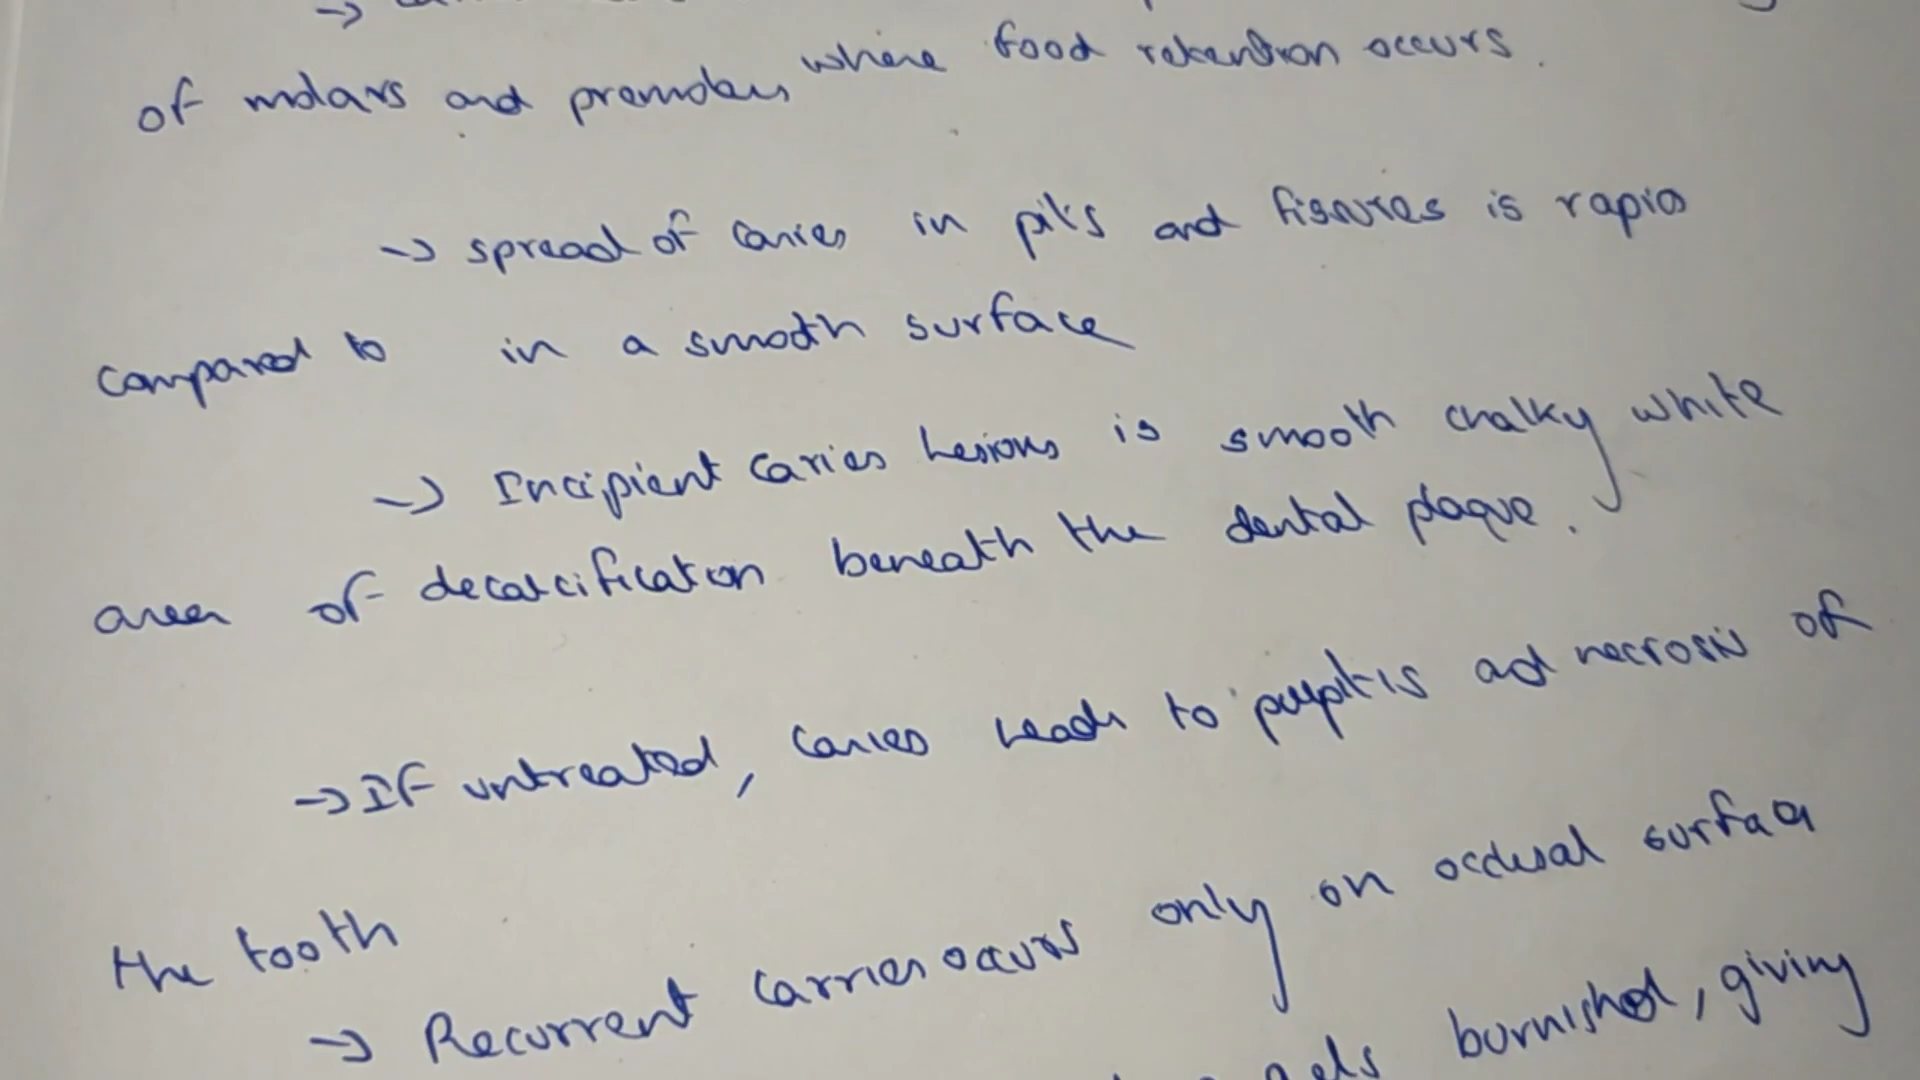 ->
of molars and premolars where food retention occurs.
-> spread of caries in pits and fissures is rapid
compared to in a smooth surface
-> Incipient caries lesions is smooth chalky white
area of decalcification beneath the dental plaque.
-> If untreated, caries leads to pulpitis and necrosis of
the tooth
-> Recurrent carries occurs only on occlusal surface
gets burnished, giving